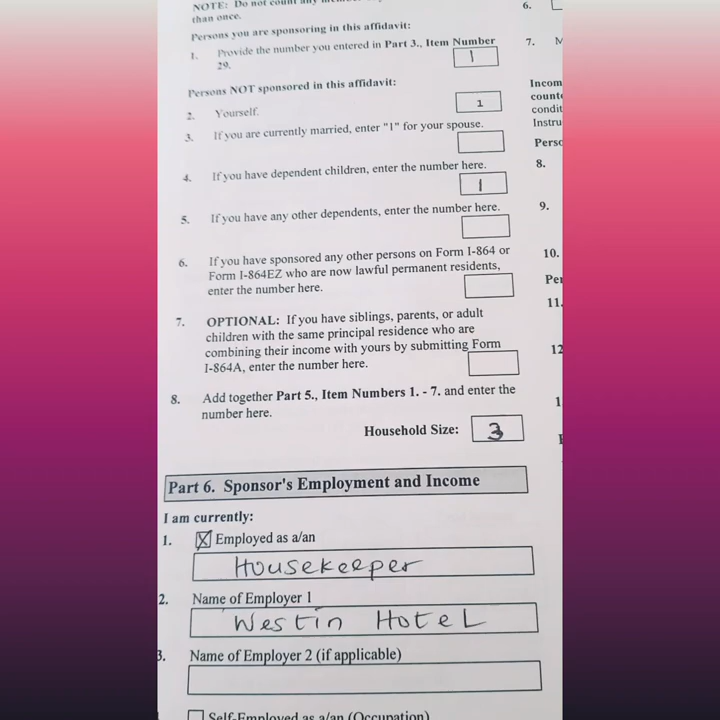 NOTE: Do not count any
than once.
Persons you are sponsoring in this affidavit:
1. Provide the number you entered in Part 3., Item Number
29.
1
Persons NOT sponsored in this affidavit:
2. Yourself.
1
3. If you are currently married, enter "1" for your spouse.
4. If you have dependent children, enter the number here.
1
5. If you have any other dependents, enter the number here.
6. If you have sponsored any other persons on Form I-864 or
Form I-864EZ who are now lawful permanent residents,
enter the number here.
7. OPTIONAL: If you have siblings, parents, or adult
children with the same principal residence who are
combining their income with yours by submitting Form
I-864A, enter the number here.
8. Add together Part 5., Item Numbers 1. - 7. and enter the
number here.
Household Size: 3
Part 6. Sponsor's Employment and Income
I am currently:
1. X Employed as a/an
Housekeeper
2. Name of Employer 1
Westin Hotel
3. Name of Employer 2 (if applicable)
Self-Employed as a/an (Occupation)
6.
7. M
Incom
counte
condit
Instru
Perso
8.
9.
10.
Per
11.
12
1